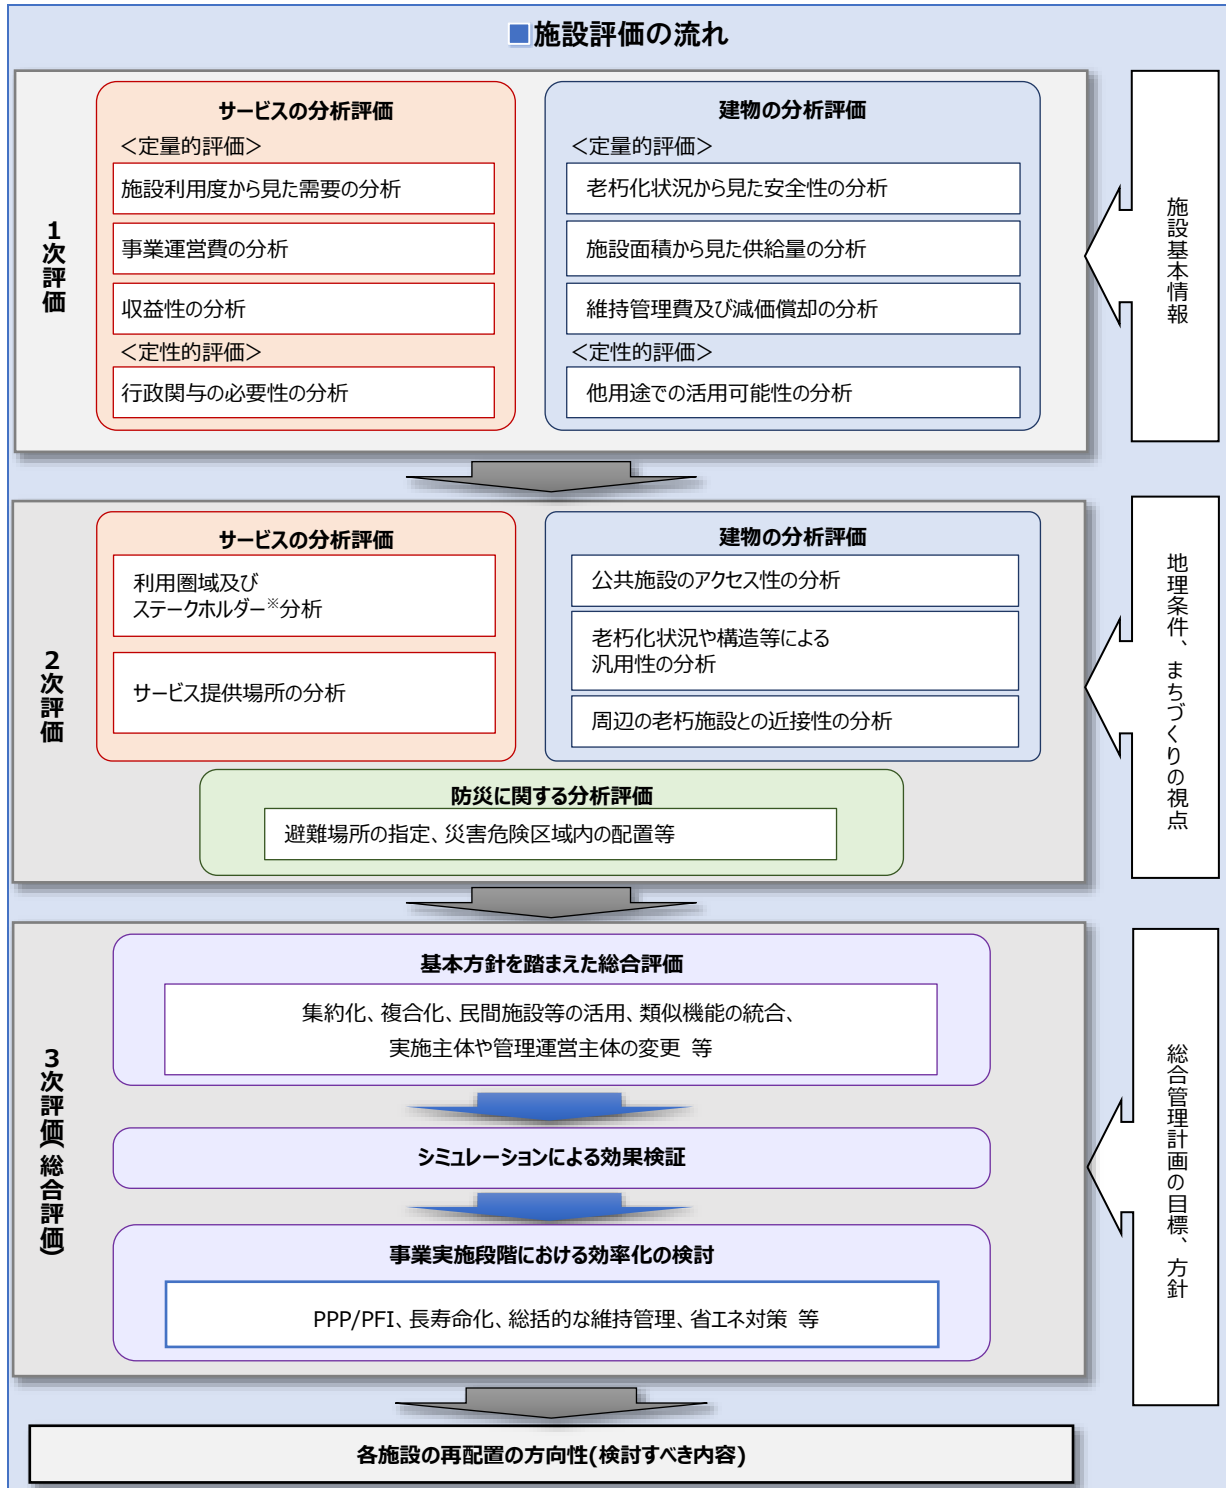 ■施設評価の流れ
1次評価
サービスの分析評価
＜定量的評価＞
施設利用度から見た需要の分析
事業運営費の分析
収益性の分析
＜定性的評価＞
行政関与の必要性の分析
建物の分析評価
＜定量的評価＞
老朽化状況から見た安全性の分析
施設面積から見た供給量の分析
維持管理費及び減価償却の分析
＜定性的評価＞
他用途での活用可能性の分析
施設基本情報
2次評価
サービスの分析評価
利用圏域及び
ステークホルダー※分析
サービス提供場所の分析
建物の分析評価
公共施設のアクセス性の分析
老朽化状況や構造等による
汎用性の分析
周辺の老朽施設との近接性の分析
防災に関する分析評価
避難場所の指定、災害危険区域内の配置等
地理条件、まちづくりの視点
3次評価(総合評価)
基本方針を踏まえた総合評価
集約化、複合化、民間施設等の活用、類似機能の統合、
実施主体や管理運営主体の変更 等
シミュレーションによる効果検証
事業実施段階における効率化の検討
PPP/PFI、長寿命化、総括的な維持管理、省エネ対策 等
総合管理計画の目標、方針
各施設の再配置の方向性(検討すべき内容)